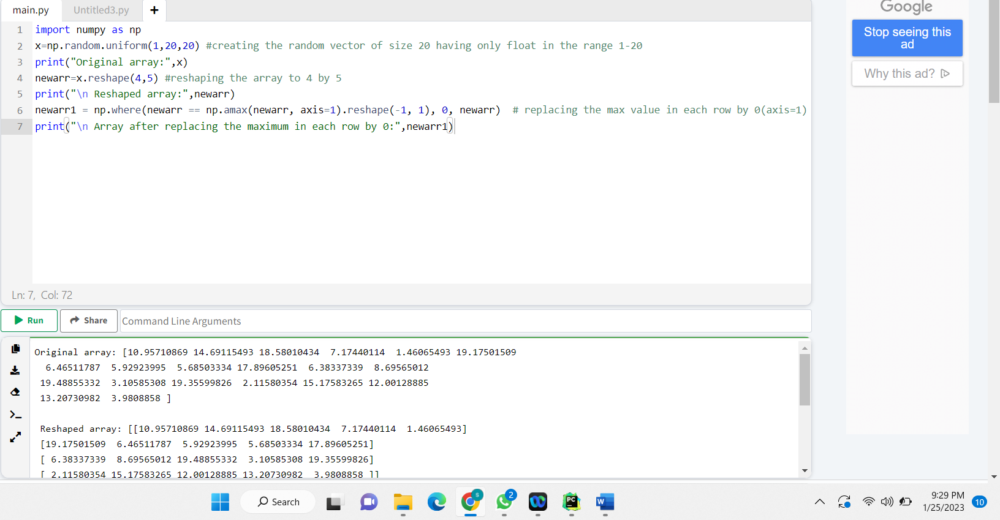 main.py Untitled3.py +
Google
Stop seeing this
ad
Why this ad?
1 import numpy as np
2 x=np.random.uniform(1,20,20) #creating the random vector of size 20 having only float in the range 1-20
3 print("Original array:",x)
4 newarr=x.reshape(4,5) #reshaping the array to 4 by 5
5 print("\n Reshaped array:",newarr)
6 newarr1 = np.where(newarr == np.amax(newarr, axis=1).reshape(-1, 1), 0, newarr)  # replacing the max value in each row by 0(axis=1)
7 print("\n Array after replacing the maximum in each row by 0:",newarr1)
Ln: 7, Col: 72
Run Share Command Line Arguments
Original array: [10.95710869 14.69115493 18.58010434  7.17440114  1.46065493 19.17501509
  6.46511787  5.92923995  5.68503334 17.89605251  6.38337339  8.69565012
 19.48855332  3.10585308 19.35599826  2.11580354 15.17583265 12.00128885
 13.20730982  3.9808858 ]
 Reshaped array: [[10.95710869 14.69115493 18.58010434  7.17440114  1.46065493]
 [19.17501509  6.46511787  5.92923995  5.68503334 17.89605251]
 [ 6.38337339  8.69565012 19.48855332  3.10585308 19.35599826]
 [ 2.11580354 15.17583265 12.00128885 13.20730982  3.9808858 ]]
Search
S
2
PC
W
9:29 PM
1/25/2023
10